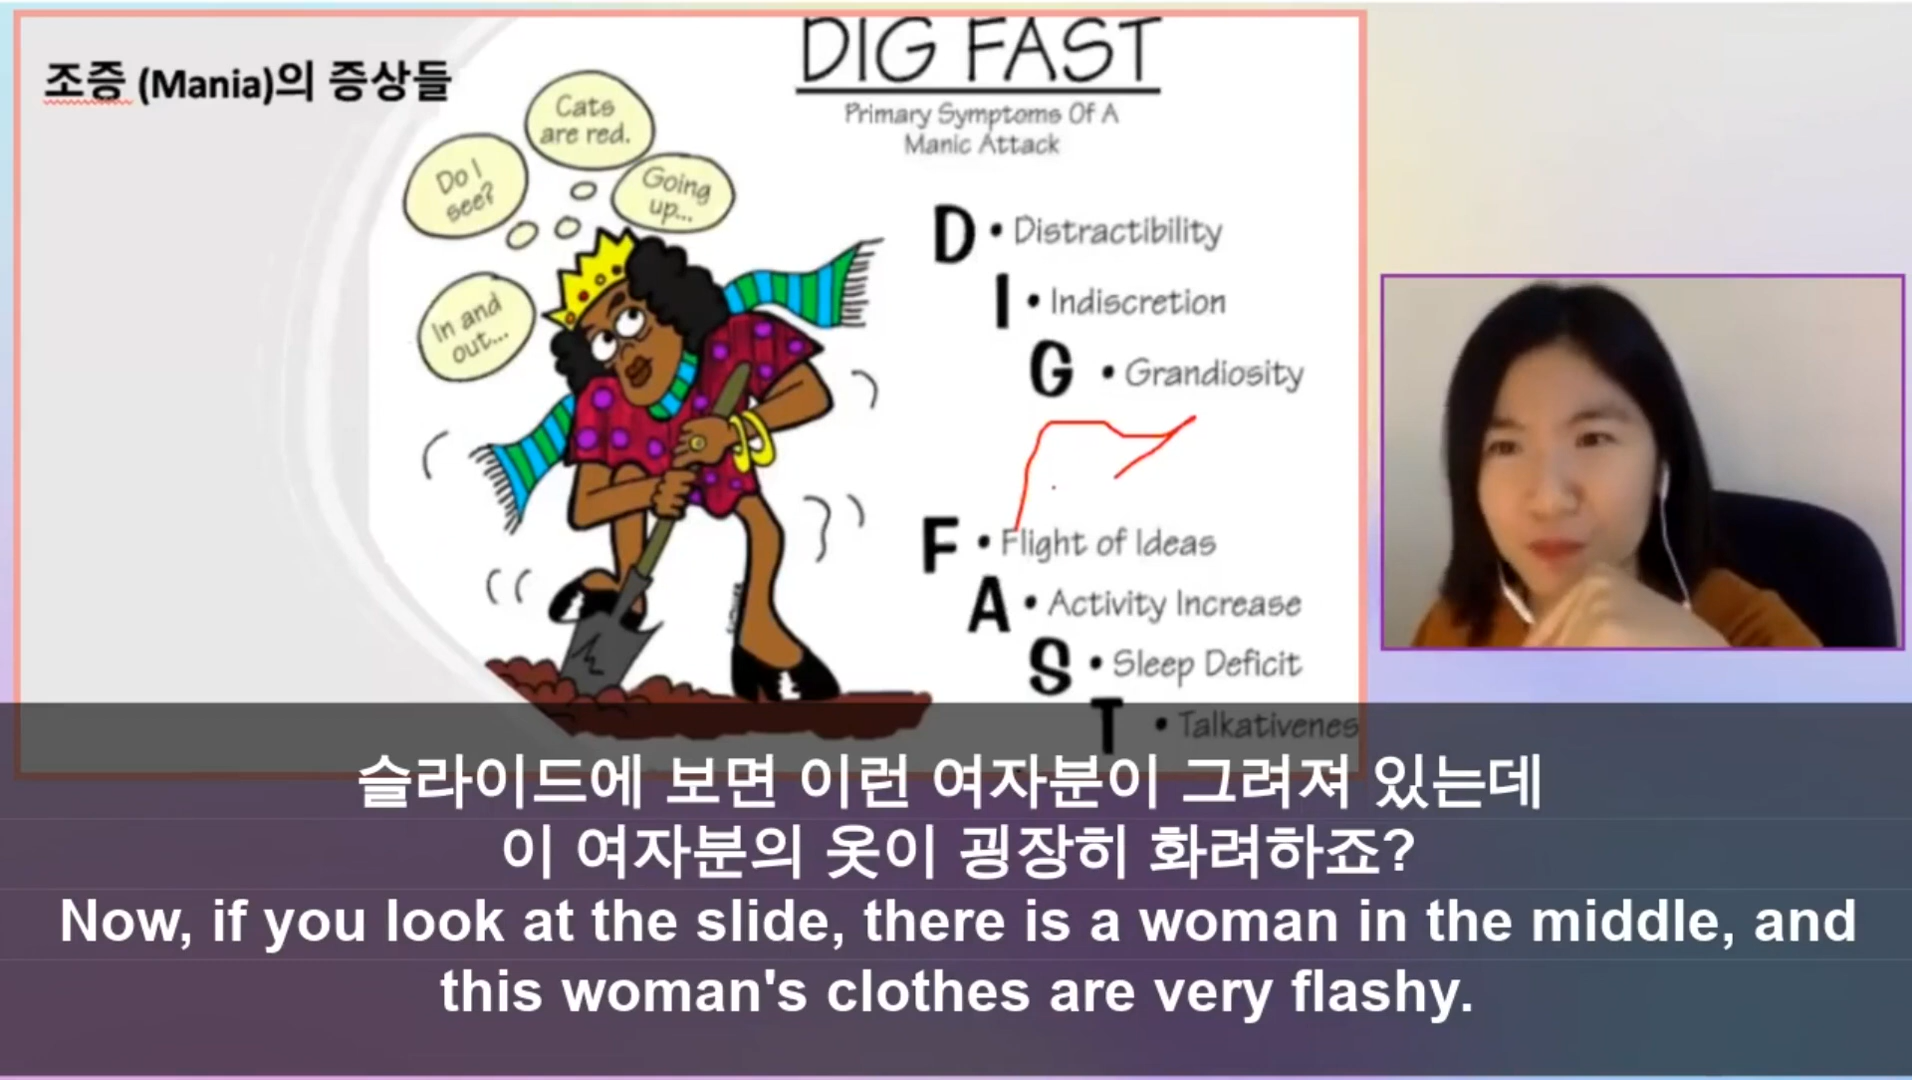 조증 (Mania)의 증상들
DIG FAST
Primary Symptoms Of A
Manic Attack
Cats
are red.
Do I
see?
Going
up...
In and
out...
D • Distractibility
I • Indiscretion
G • Grandiosity
F • Flight of Ideas
A • Activity Increase
S • Sleep Deficit
T • Talkativenes
슬라이드에 보면 이런 여자분이 그려져 있는데
이 여자분의 옷이 굉장히 화려하죠?
Now, if you look at the slide, there is a woman in the middle, and
this woman's clothes are very flashy.